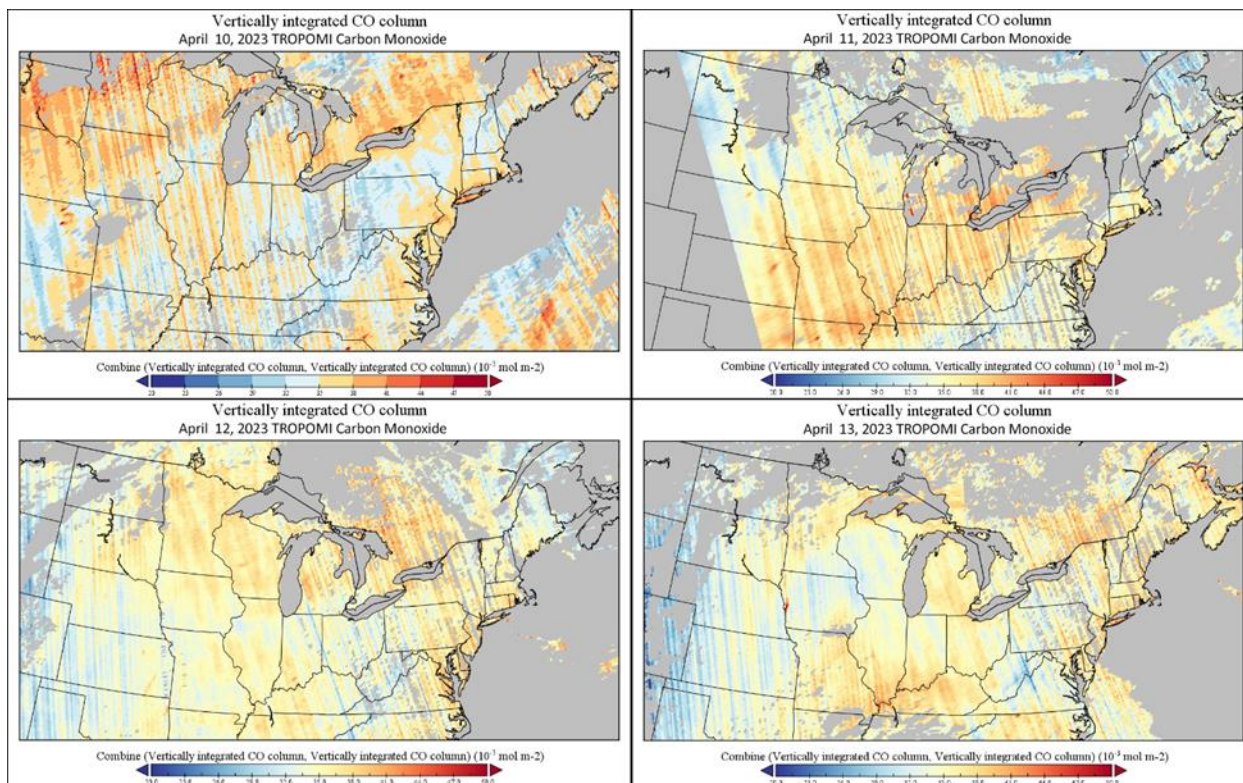 Vertically integrated CO column
April 10, 2023 TROPOMI Carbon Monoxide
Combine (Vertically integrated CO column, Vertically integrated CO column) (10⁻³ mol m-2)
Vertically integrated CO column
April 11, 2023 TROPOMI Carbon Monoxide
Combine (Vertically integrated CO column, Vertically integrated CO column) (10⁻³ mol m-2)
Vertically integrated CO column
April 12, 2023 TROPOMI Carbon Monoxide
Combine (Vertically integrated CO column, Vertically integrated CO column) (10⁻³ mol m-2)
Vertically integrated CO column
April 13, 2023 TROPOMI Carbon Monoxide
Combine (Vertically integrated CO column, Vertically integrated CO column) (10⁻³ mol m-2)